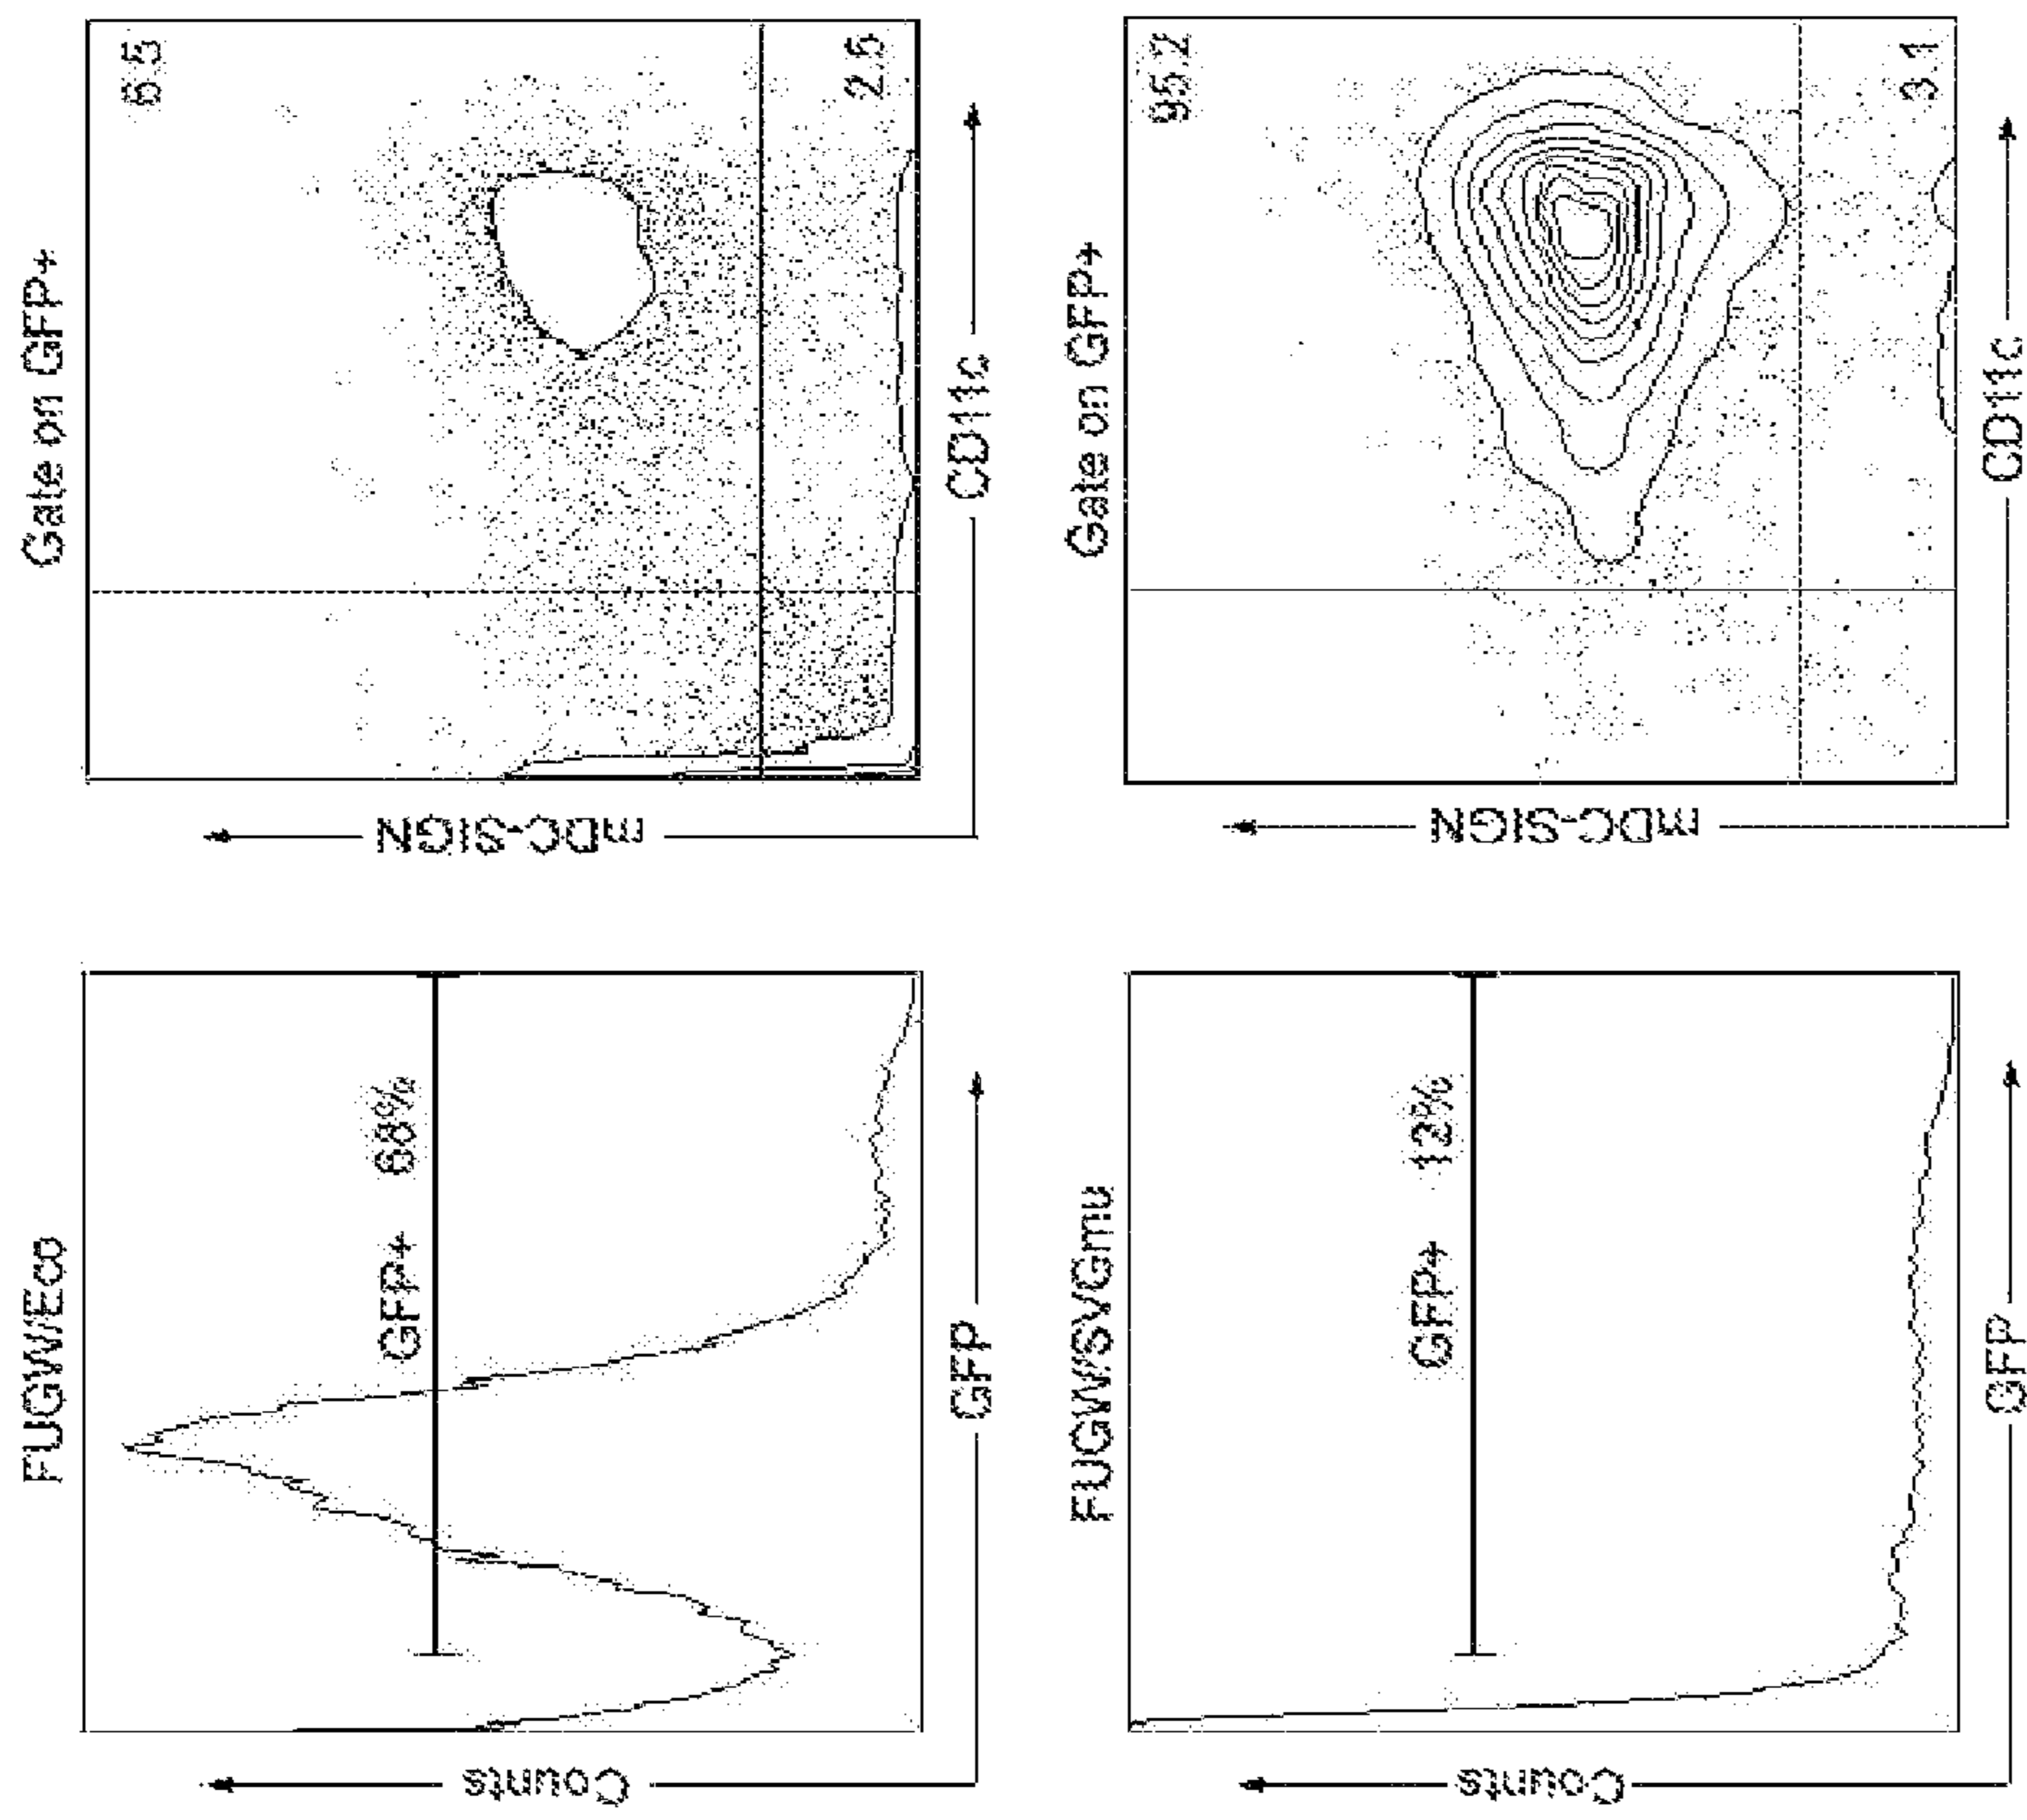 FUGW/Eco
Gate on GFP+
Counts
GFP+ 68%
GFP
mDC-SIGN
6.5
2.5
CD11c
FUGW/SVGmu
Gate on GFP+
Counts
GFP+ 12%
GFP
mDC-SIGN
95.2
3.1
CD11c